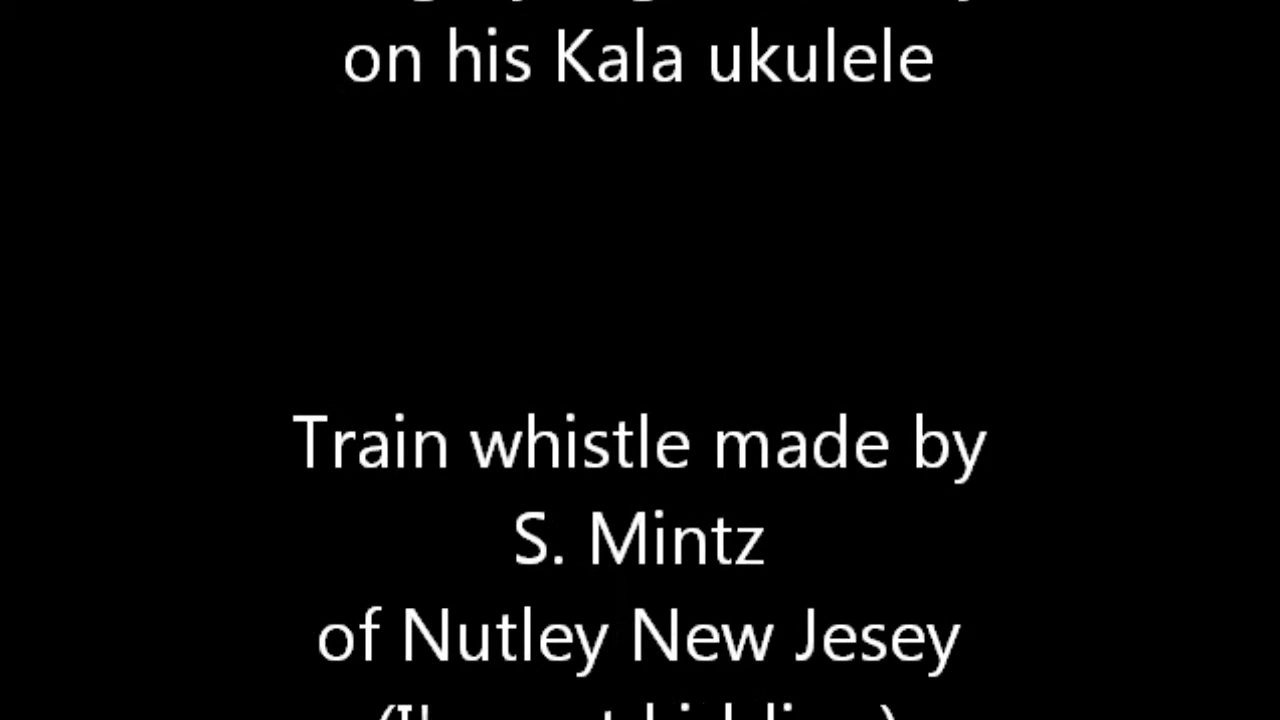 on his Kala ukulele
Train whistle made by
S. Mintz
of Nutley New Jesey